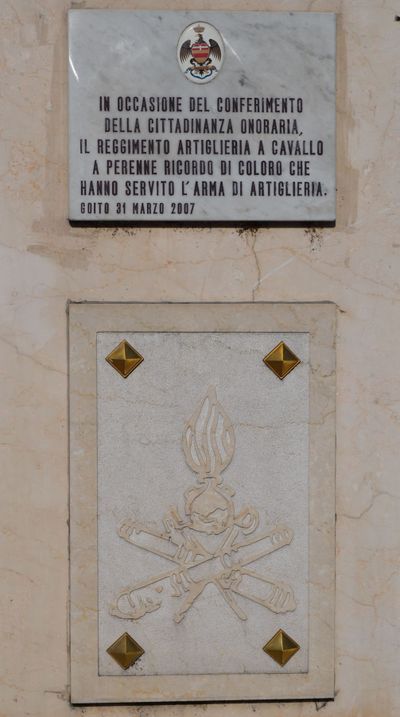 IN OCCASIONE DEL CONFERIMENTO
DELLA CITTADINANZA ONORARIA,
IL REGGIMENTO ARTIGLIERIA A CAVALLO
A PERENNE RICORDO DI COLORO CHE
HANNO SERVITO L'ARMA DI ARTIGLIERIA.
GOITO 31 MARZO 2007